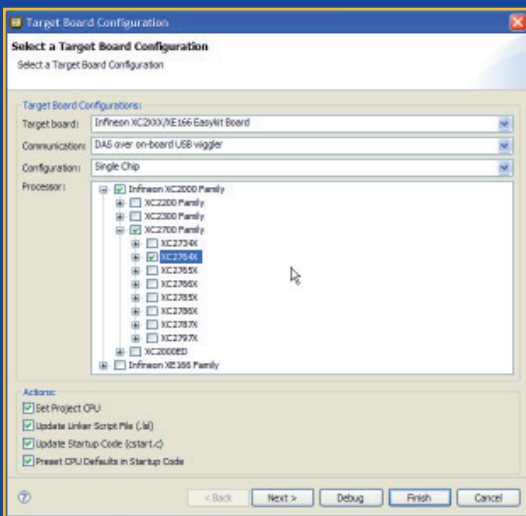 Target Board Configuration
Select a Target Board Configuration
Select a Target Board Configuration
Target Board Configurations:
Target board: Infineon XC2XXX/XE166 Easykit Board
Communication: DAS over on-board USB wiggler
Configuration: Single Chip
Processor: Infineon XC2000 Family
XC2200 Family
XC2300 Family
XC2700 Family
XC2734X
XC2764X
XC2765X
XC2766X
XC2785X
XC2786X
XC2787X
XC2797X
XC2000ED
Infineon XE166 Family
Actions:
Set Project CPU
Update Linker Script File (.lsl)
Update Startup Code (cstart.c)
Preset CPU Defaults in Startup Code
< Back Next > Debug Finish Cancel